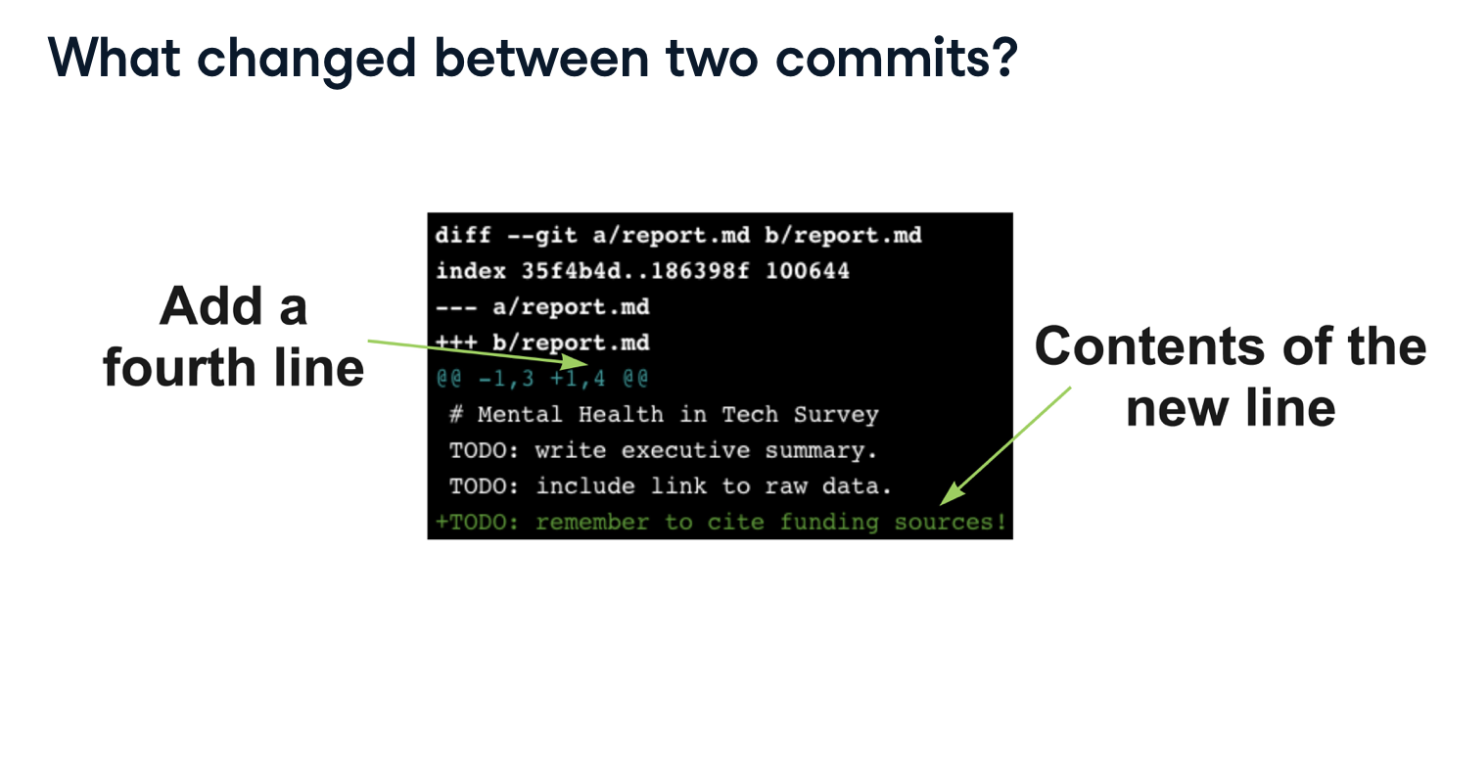 What changed between two commits?
diff --git a/report.md b/report.md
index 35f4b4d..186398f 100644
--- a/report.md
+++ b/report.md
@@ -1,3 +1,4 @@
# Mental Health in Tech Survey
TODO: write executive summary.
TODO: include link to raw data.
+TODO: remember to cite funding sources!
Add a
fourth line
Contents of the
new line